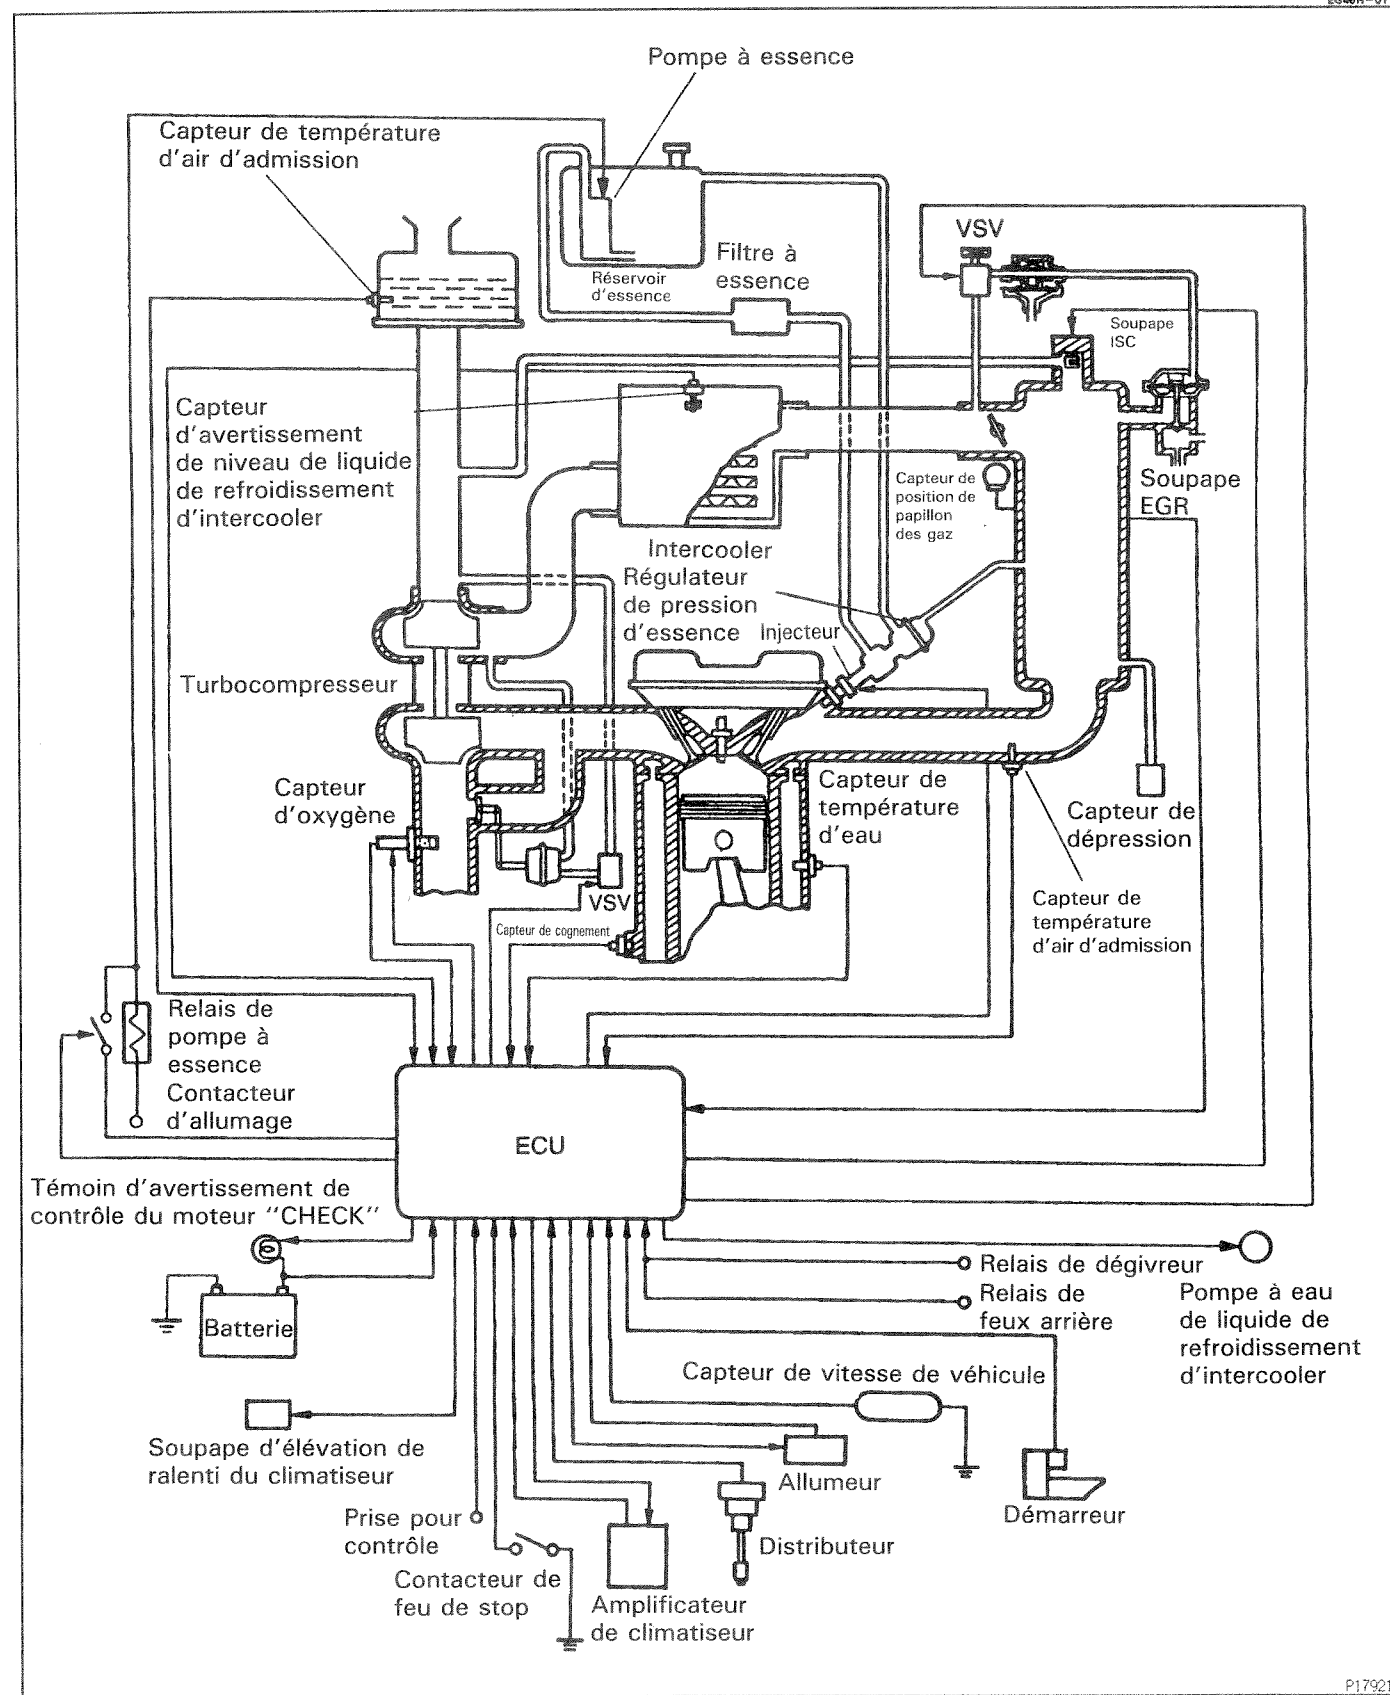 Pompe à essence
Capteur de température
d'air d'admission
Réservoir
d'essence
Filtre à
essence
VSV
Soupape
ISC
Capteur
d'avertissement
de niveau de liquide
de refroidissement
d'intercooler
Capteur de
position de
papillon
des gaz
Soupape
EGR
Intercooler
Régulateur
de pression
d'essence
Injecteur
Turbocompresseur
Capteur
d'oxygène
Capteur de
température
d'eau
Capteur de
dépression
VSV
Capteur de cognement
Capteur de
température
d'air d'admission
Relais de
pompe à
essence
Contacteur
d'allumage
ECU
Témoin d'avertissement de
contrôle du moteur "CHECK"
Batterie
Relais de dégivreur
Relais de
feux arrière
Pompe à eau
de liquide de
refroidissement
d'intercooler
Capteur de vitesse de véhicule
Soupape d'élévation de
ralenti du climatiseur
Allumeur
Démarreur
Prise pour
contrôle
Distributeur
Contacteur de
feu de stop
Amplificateur
de climatiseur
P17921